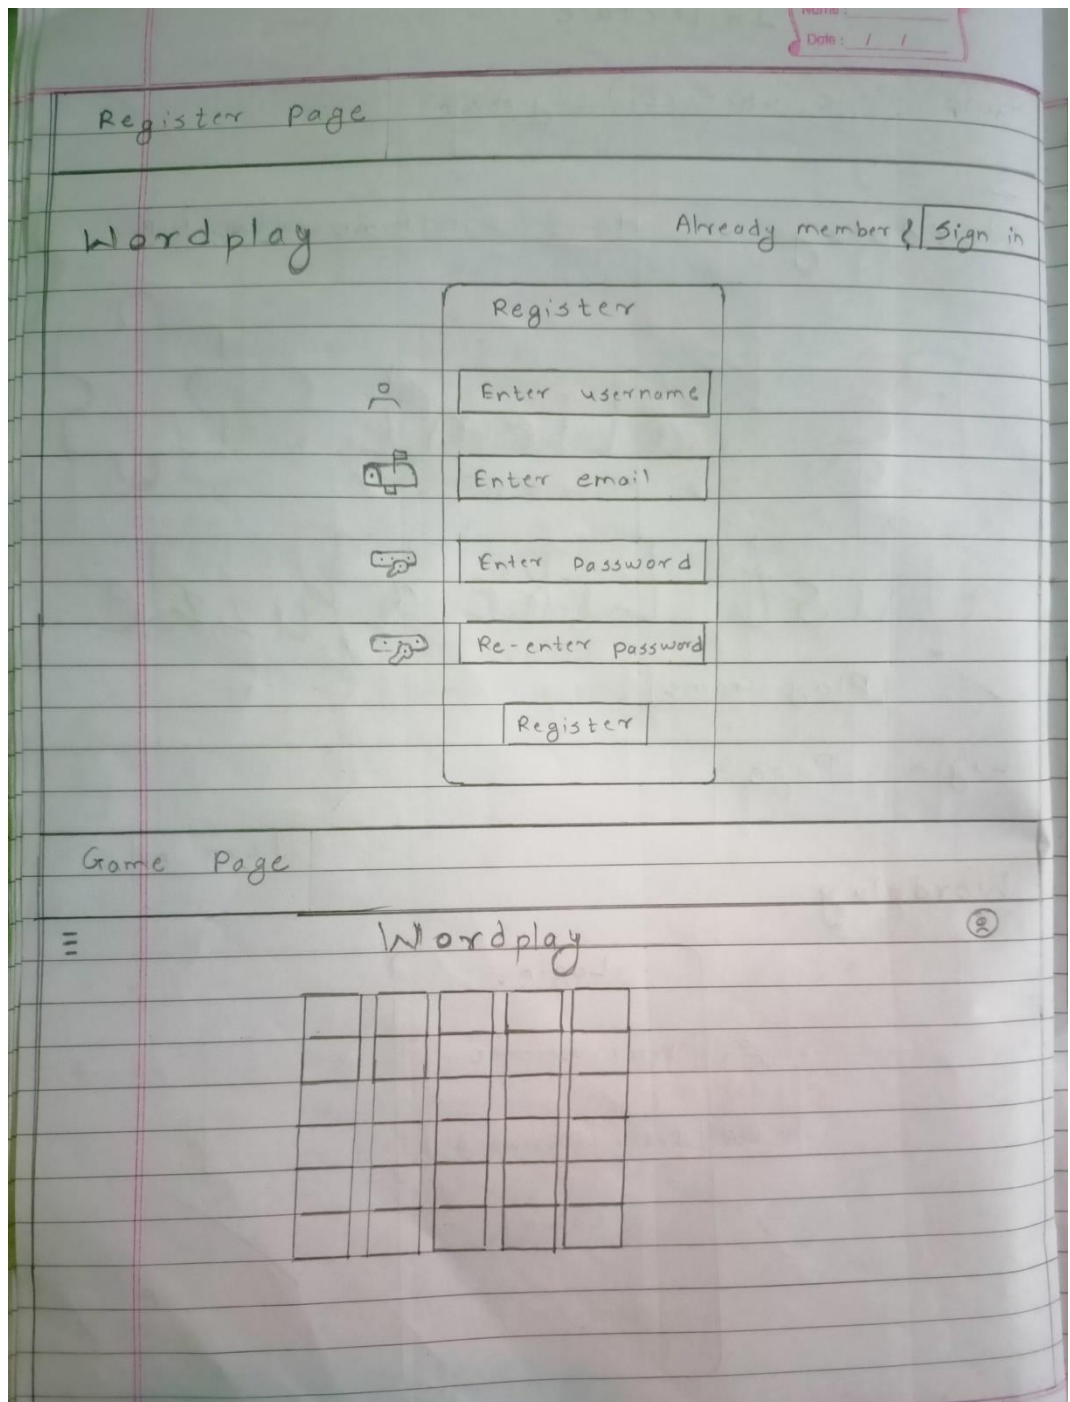 Name :
Date : / /
Register Page
Wordplay
Already member? Sign in
Register
Enter username
Enter email
Enter Password
Re-enter password
Register
Game Page
Wordplay